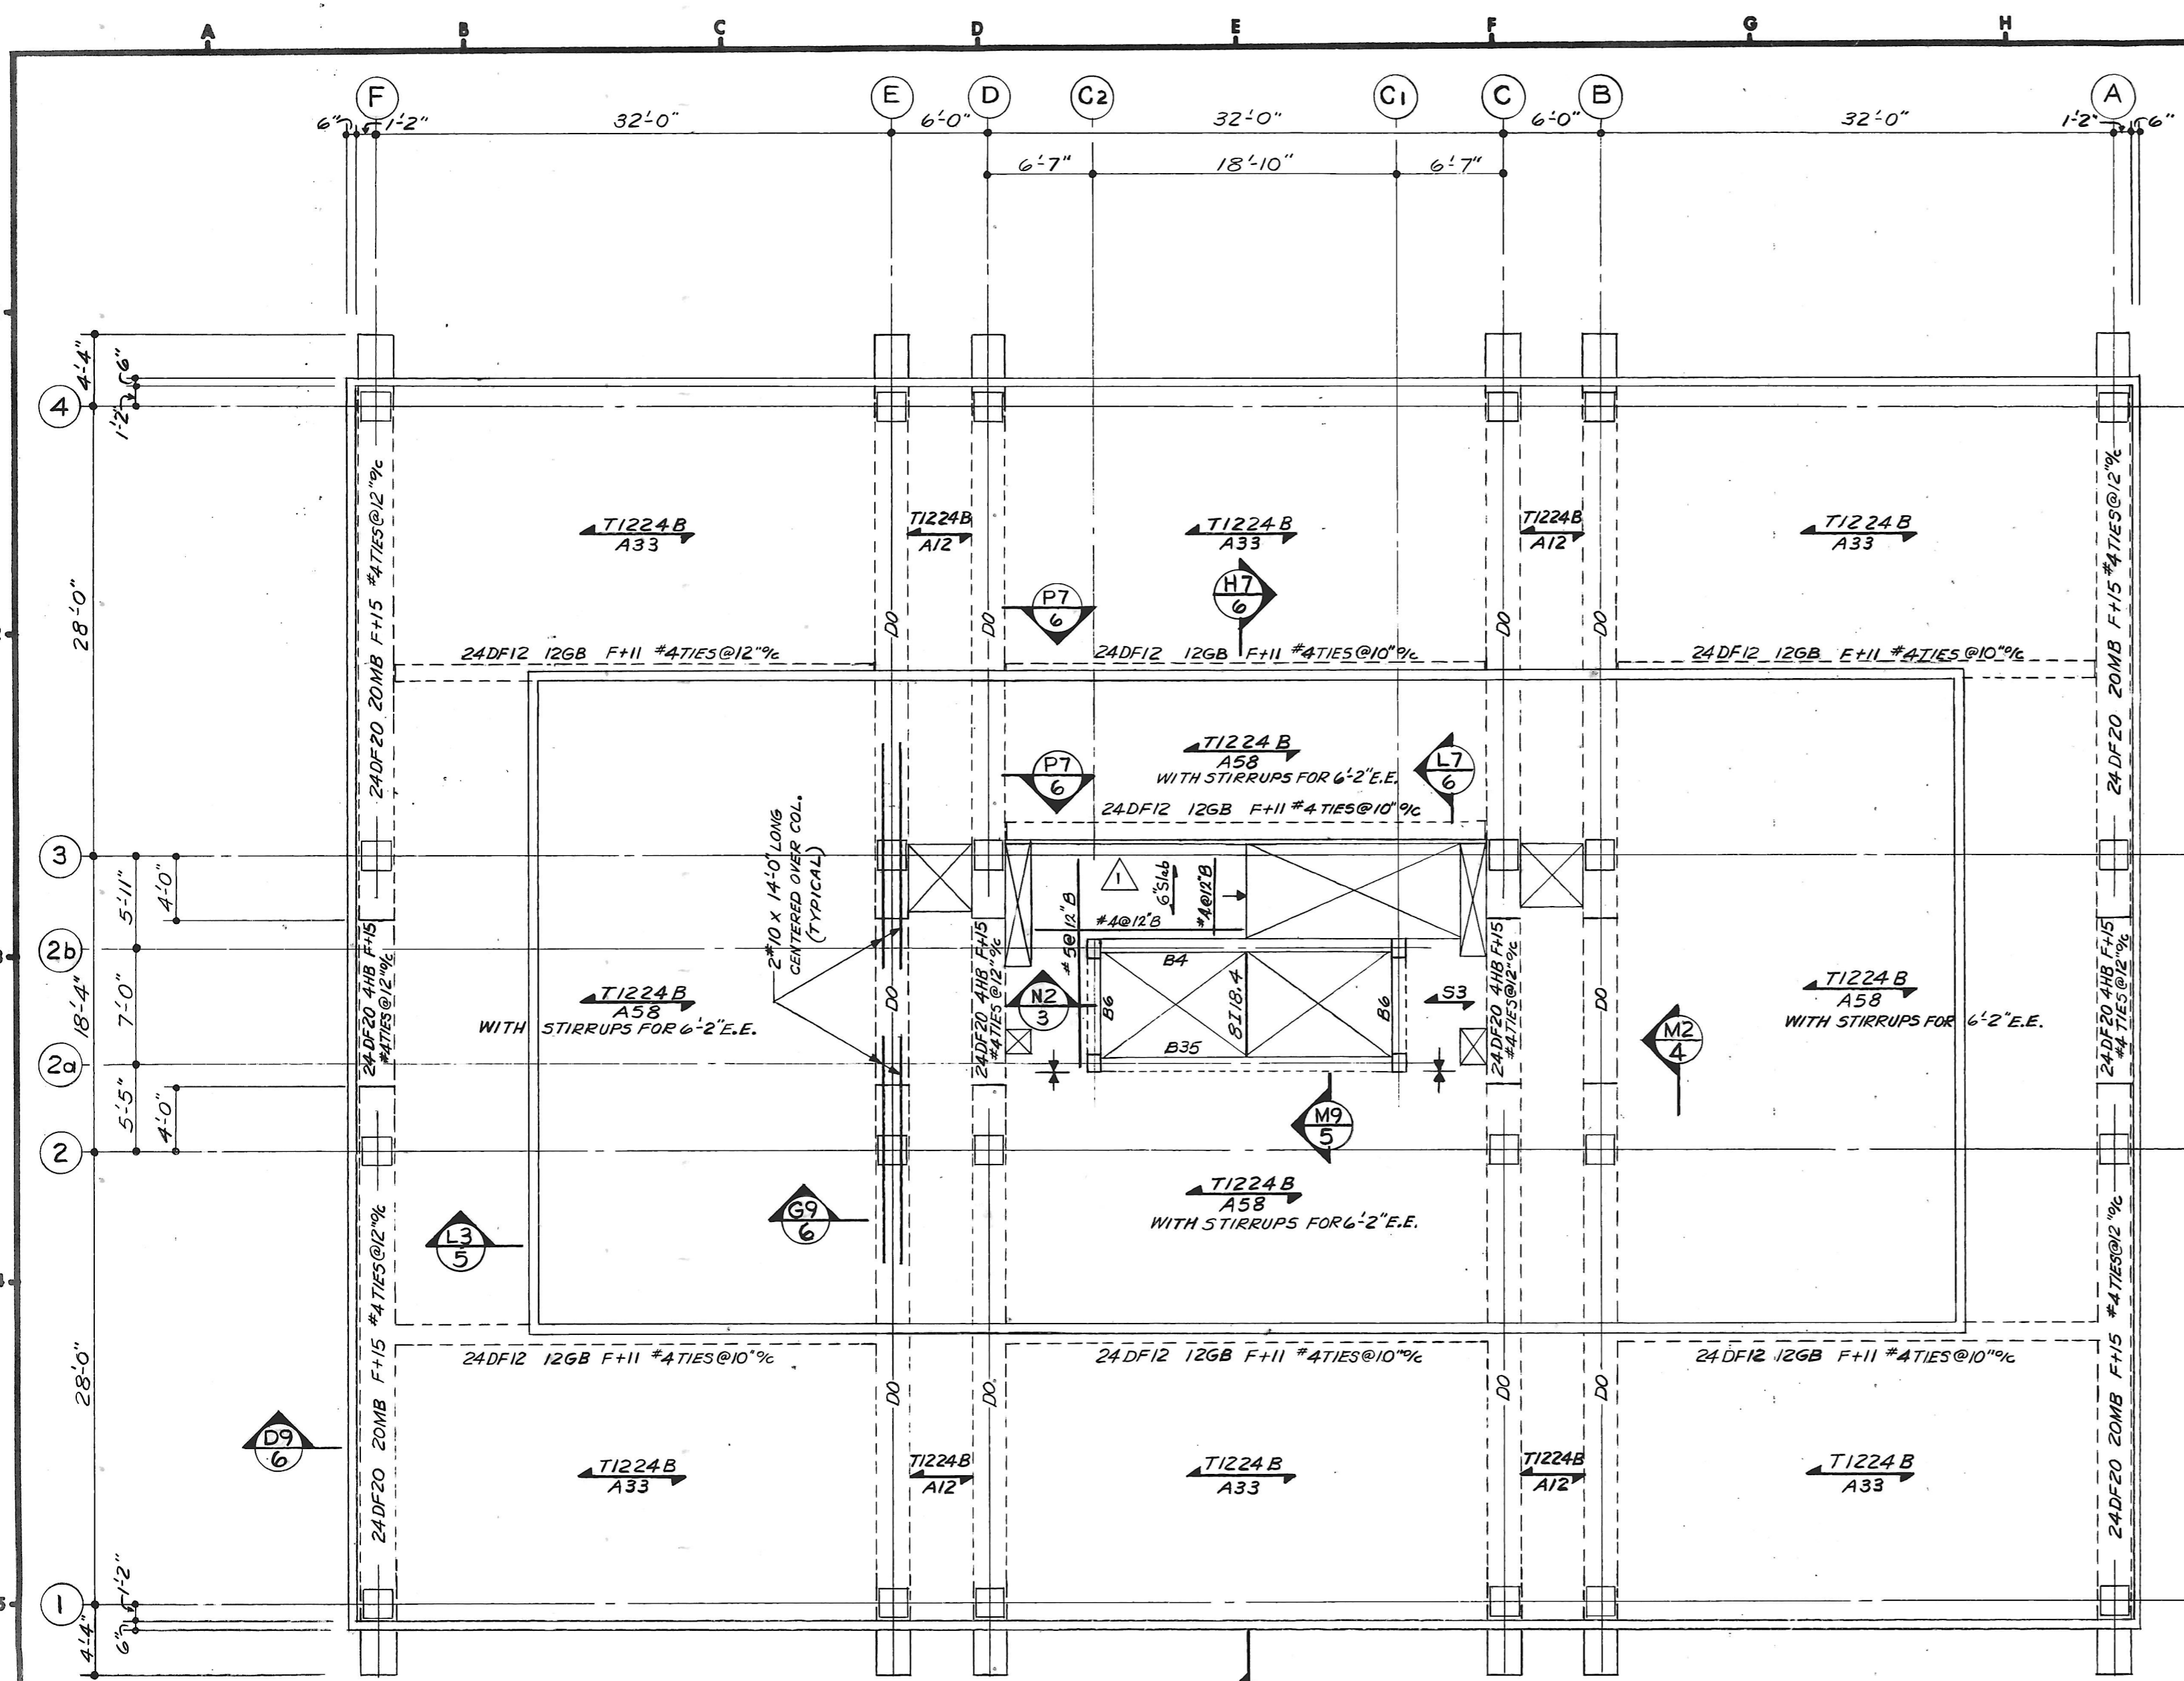 A B C D E F G H
F E D C2 C1 C B A
6" 1'-2" 32'-0" 6'-0" 32'-0" 6'-0" 32'-0" 1'-2" 6"
6'-7" 18'-10" 6'-7"
4'-4"
6"
1'-2"
4
28'-0"
24DF20 20MB F+15 #4TIES@12"%
24DF20 20MB F+15 #4TIES@12"%
T1224B
A33
T1224B
A12
T1224B
A33
T1224B
A12
T1224B
A33
P7
6
H7
6
DO
DO
DO
DO
24DF12 12GB F+11 #4TIES@12"%
24DF12 12GB F+11 #4TIES@10"%
24DF12 12GB F+11 #4TIES@10"%
T1224B
A58
WITH STIRRUPS FOR 6'-2" E.E.
P7
6
L7
6
24DF12 12GB F+11 #4TIES@10"%
2#10 x 14'-0" LONG
CENTERED OVER COL.
(TYPICAL)
3
5'-11"
4'-0"
1
6"Slab
#4@12"B
#4@12"B
#5@12"B
2b
18'-4"
7'-0"
24DF20 4HB F+15
#4TIES@12"%
T1224B
A58
WITH STIRRUPS FOR 6'-2"E.E.
DO
24DF20 4HB F+15
#4TIES@12"%
N2
3
B4
B6
8I18.4
B6
B35
S3
24DF20 4HB F+15
#4TIES@12"%
DO
M2
4
T1224B
A58
WITH STIRRUPS FOR 6'-2"E.E.
24DF20 4HB F+15
#4TIES@12"%
2a
5'-5"
4'-0"
2
M9
5
T1224B
A58
WITH STIRRUPS FOR 6'-2"E.E.
G9
6
L3
5
28'-0"
24DF20 20MB F+15 #4TIES@12"%
24DF20 20MB F+15 #4TIES@12"%
24DF12 12GB F+11 #4TIES@10"%
24DF12 12GB F+11 #4TIES@10"%
24DF12 12GB F+11 #4TIES@10"%
DO
DO
DO
DO
D9
6
T1224B
A33
T1224B
A12
T1224B
A33
T1224B
A12
T1224B
A33
1
1'-2"
6"
4'-4"